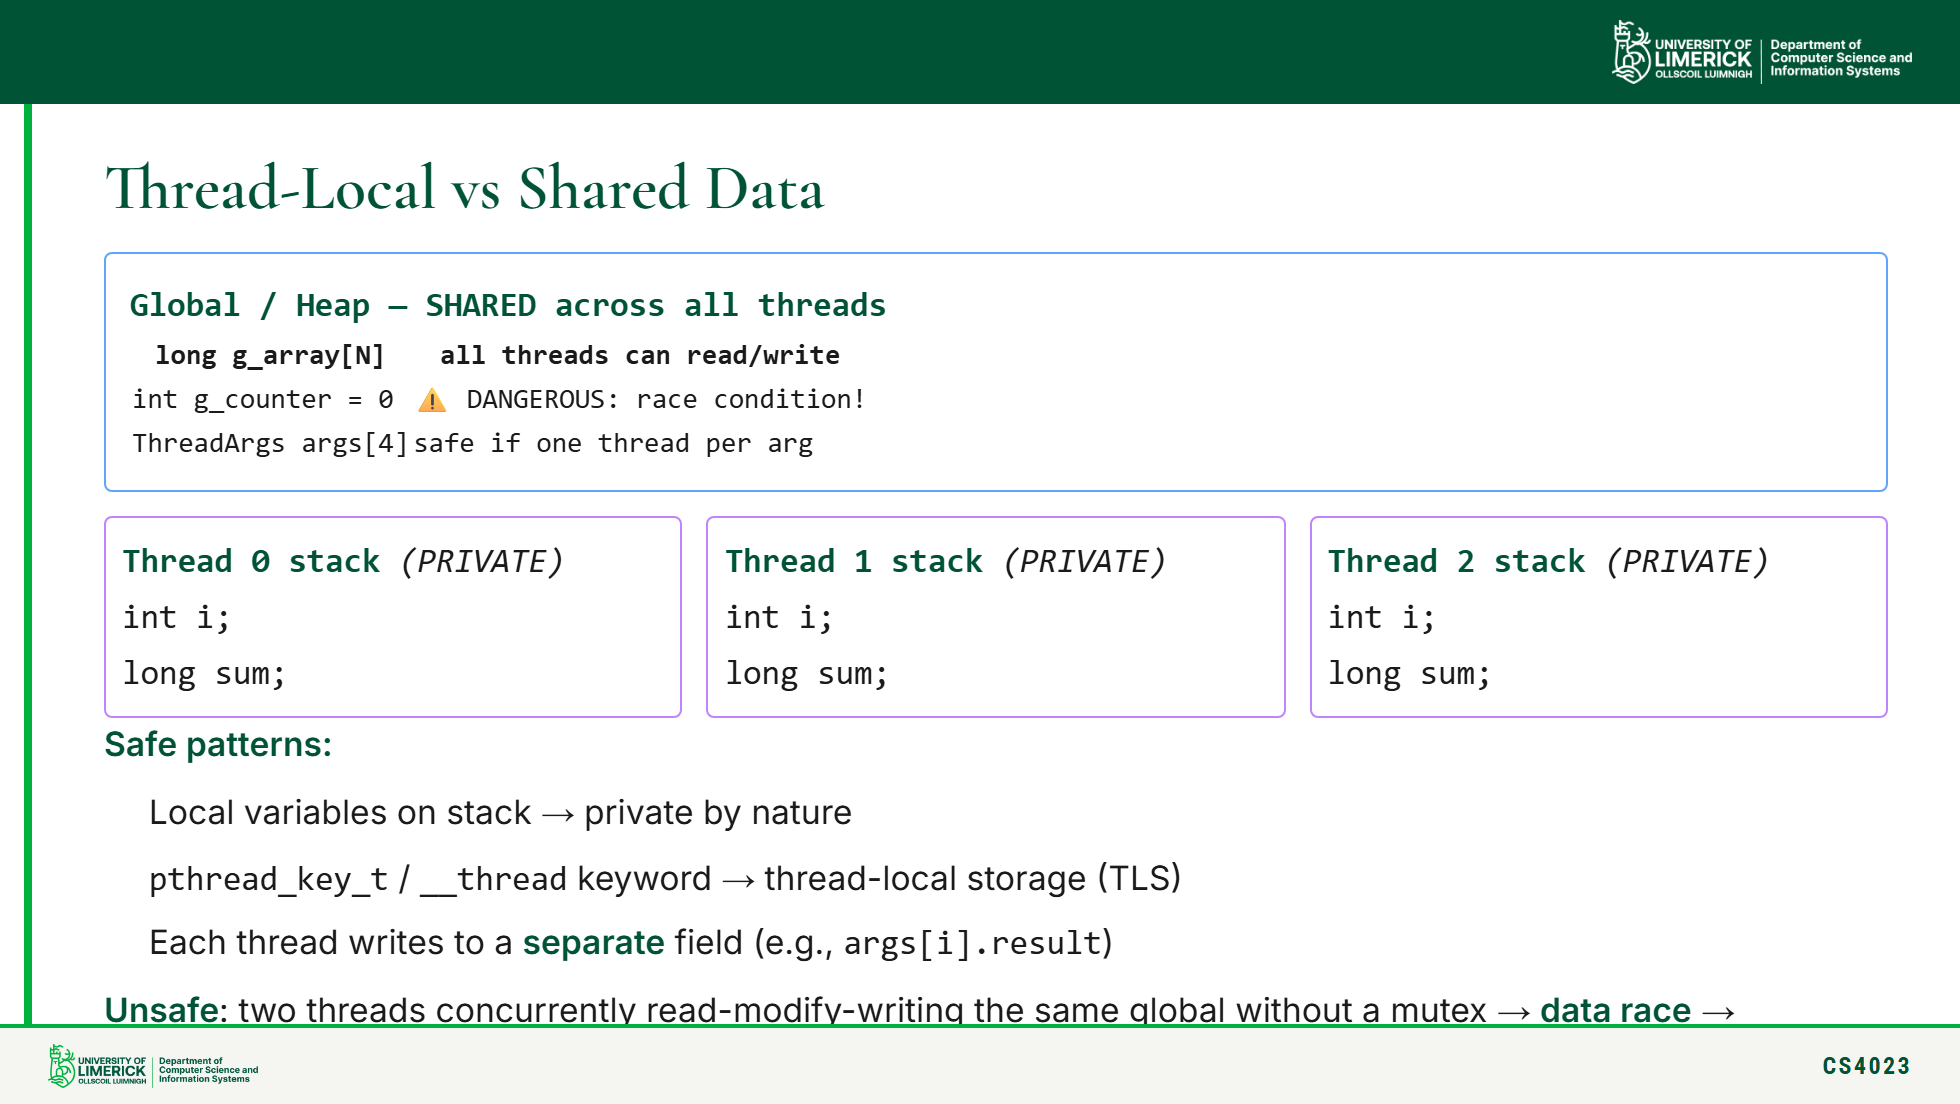 UNIVERSITY OF
LIMERICK
OLLSCOIL LUIMNIGH
Department of
Computer Science and
Information Systems
Thread-Local vs Shared Data
Global / Heap — SHARED across all threads
long g_array[N] all threads can read/write
int g_counter = 0 ⚠️ DANGEROUS: race condition!
ThreadArgs args[4] safe if one thread per arg
Thread 0 stack (PRIVATE)
int i;
long sum;
Thread 1 stack (PRIVATE)
int i;
long sum;
Thread 2 stack (PRIVATE)
int i;
long sum;
Safe patterns:
Local variables on stack → private by nature
pthread_key_t / __thread keyword → thread-local storage (TLS)
Each thread writes to a separate field (e.g., args[i].result)
Unsafe: two threads concurrently read-modify-writing the same global without a mutex → data race →
UNIVERSITY OF
LIMERICK
OLLSCOIL LUIMNIGH
Department of
Computer Science and
Information Systems
CS4023